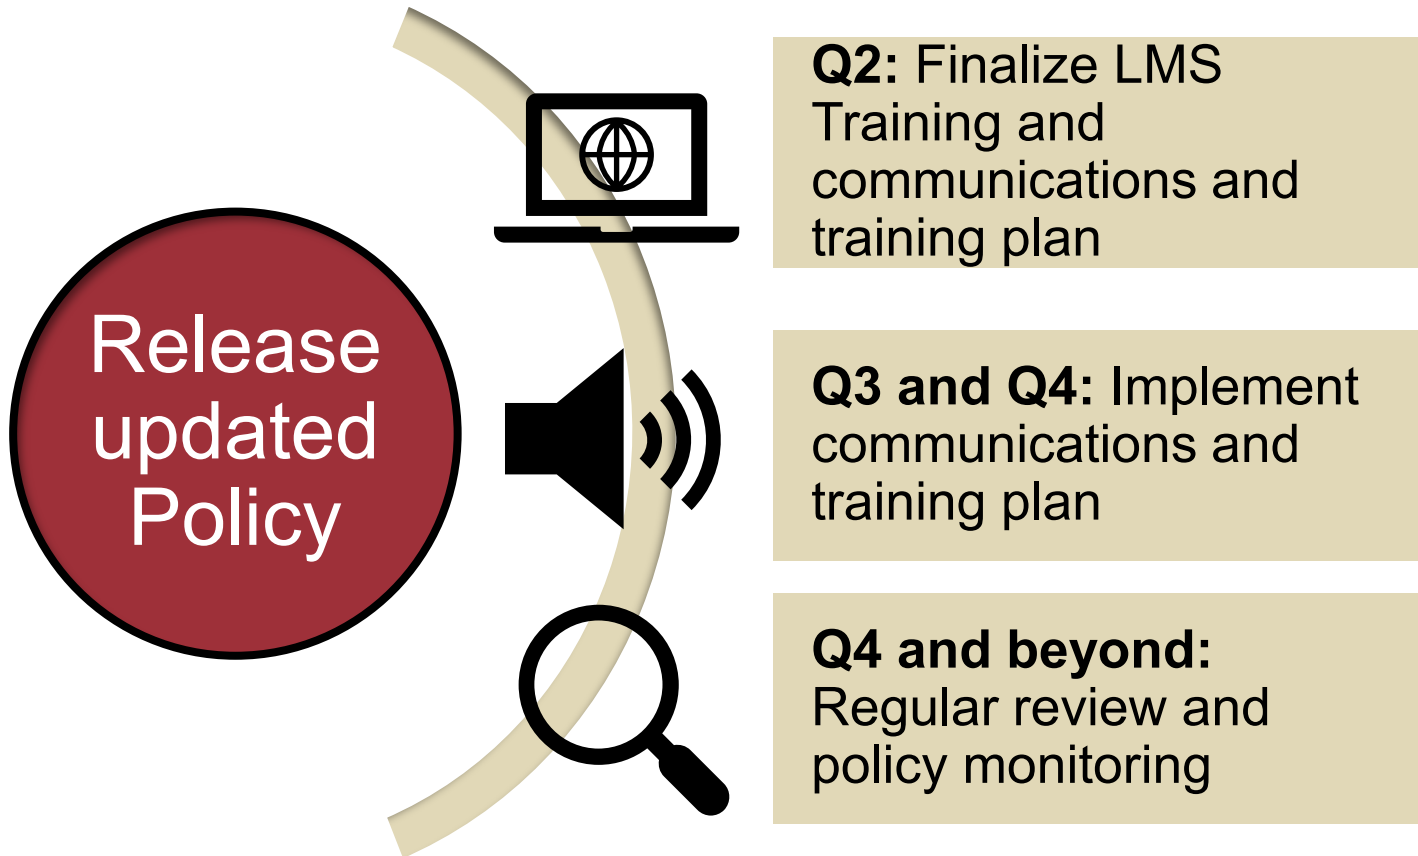 Release
updated
Policy
Q2: Finalize LMS
Training and
communications and
training plan
Q3 and Q4: Implement
communications and
training plan
Q4 and beyond:
Regular review and
policy monitoring